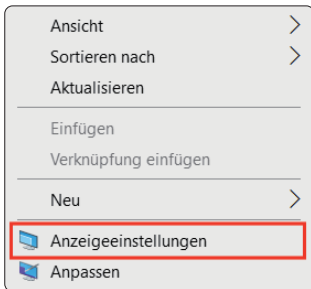 Ansicht
Sortieren nach
Aktualisieren
Einfügen
Verknüpfung einfügen
Neu
Anzeigeeinstellungen
Anpassen